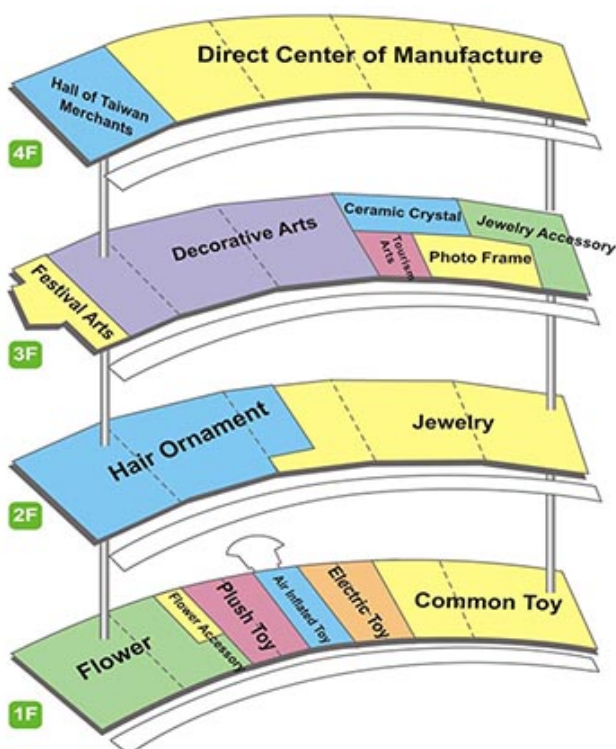 Direct Center of Manufacture
Hall of Taiwan
Merchants
4F
Ceramic Crystal
Jewelry Accessory
Decorative Arts
Tourism
Arts
Photo Frame
Festival Arts
3F
Hair Ornament
Jewelry
2F
Flower
Flower Accessory
Plush Toy
Air Inflated Toy
Electric Toy
Common Toy
1F